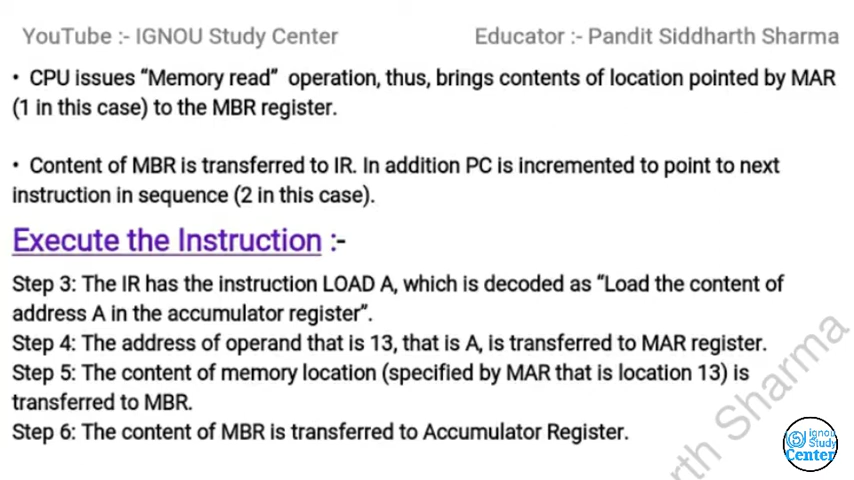 YouTube :- IGNOU Study Center
Educator :- Pandit Siddharth Sharma
• CPU issues “Memory read” operation, thus, brings contents of location pointed by MAR
(1 in this case) to the MBR register.
• Content of MBR is transferred to IR. In addition PC is incremented to point to next
instruction in sequence (2 in this case).
Execute the Instruction :-
Step 3: The IR has the instruction LOAD A, which is decoded as “Load the content of
address A in the accumulator register”.
Step 4: The address of operand that is 13, that is A, is transferred to MAR register.
Step 5: The content of memory location (specified by MAR that is location 13) is
transferred to MBR.
Step 6: The content of MBR is transferred to Accumulator Register.
rth Sharma
ignou
Study
Center